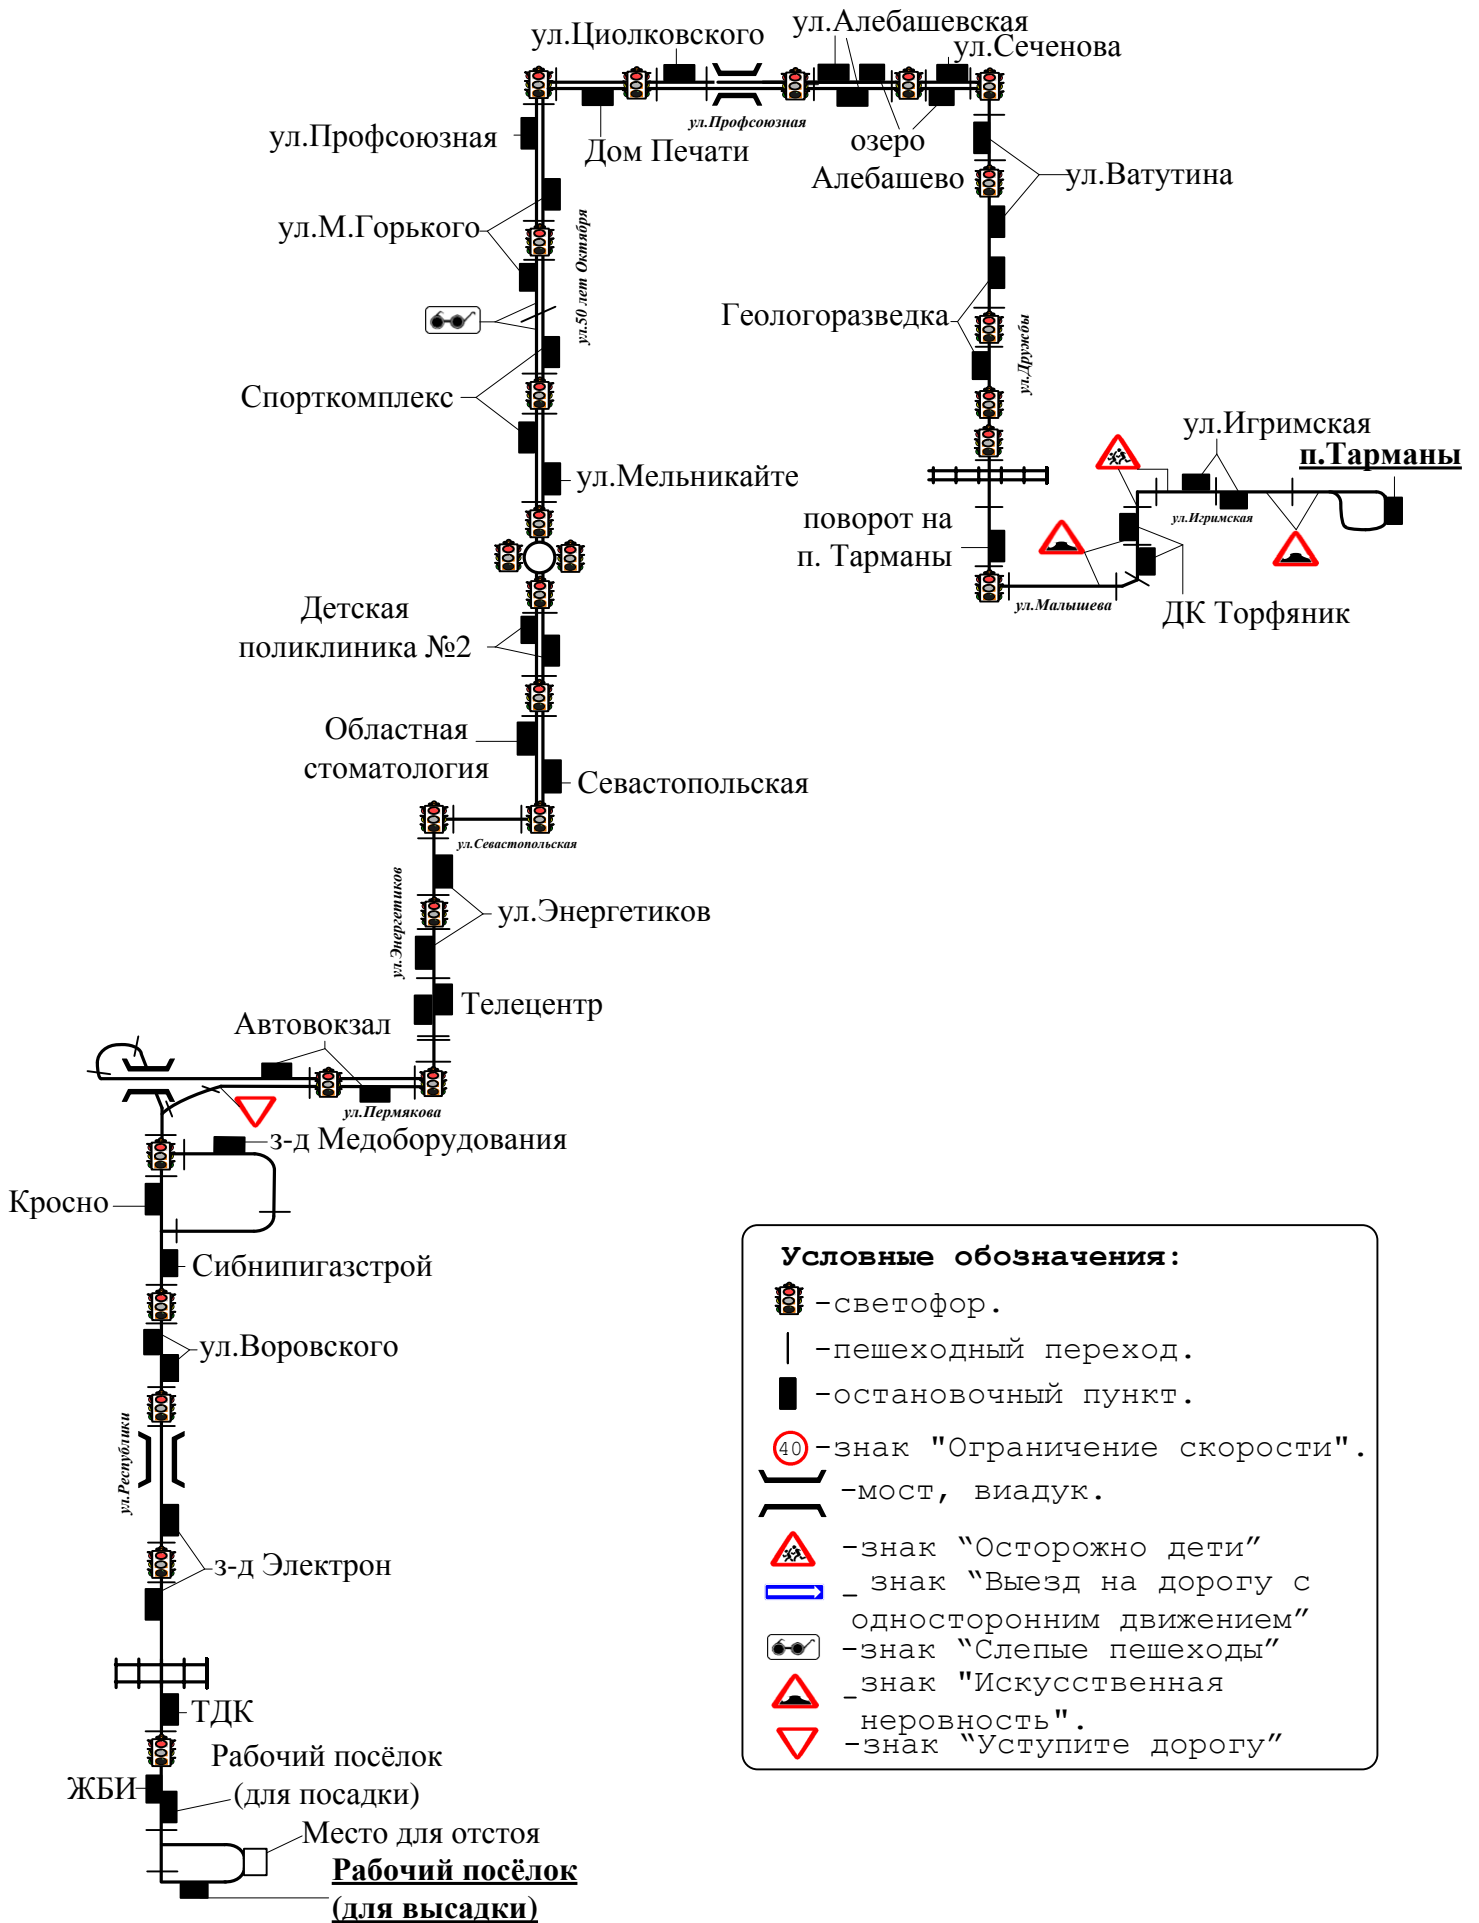 ул.Циолковского
ул.Алебашевская
ул.Сеченова
ул.Профсоюзная
ул.Профсоюзная
Дом Печати
озеро
Алебашево
ул.Ватутина
ул.М.Горького
ул.50 лет Октября
Геологоразведка
ул.Дружбы
Спорткомплекс
ул.Мельникайте
ул.Игримская
п.Тарманы
ул.Игримская
поворот на
п. Тарманы
ул.Малышева
ДК Торфяник
Детская
поликлиника №2
Областная
стоматология
Севастопольская
ул.Севастопольская
ул.Энергетиков
ул.Энергетиков
Телецентр
Автовокзал
ул.Пермякова
з-д Медоборудования
Кросно
Сибнипигазстрой
ул.Воровского
ул.Республики
з-д Электрон
ТДК
Рабочий посёлок
(для посадки)
ЖБИ
Место для отстоя
Рабочий посёлок
(для высадки)
Условные обозначения:
-светофор.
-пешеходный переход.
-остановочный пункт.
40 -знак "Ограничение скорости".
-мост, виадук.
-знак “Осторожно дети”
_ знак “Выезд на дорогу с
односторонним движением”
-знак “Слепые пешеходы”
_знак "Искусственная
неровность".
-знак “Уступите дорогу”